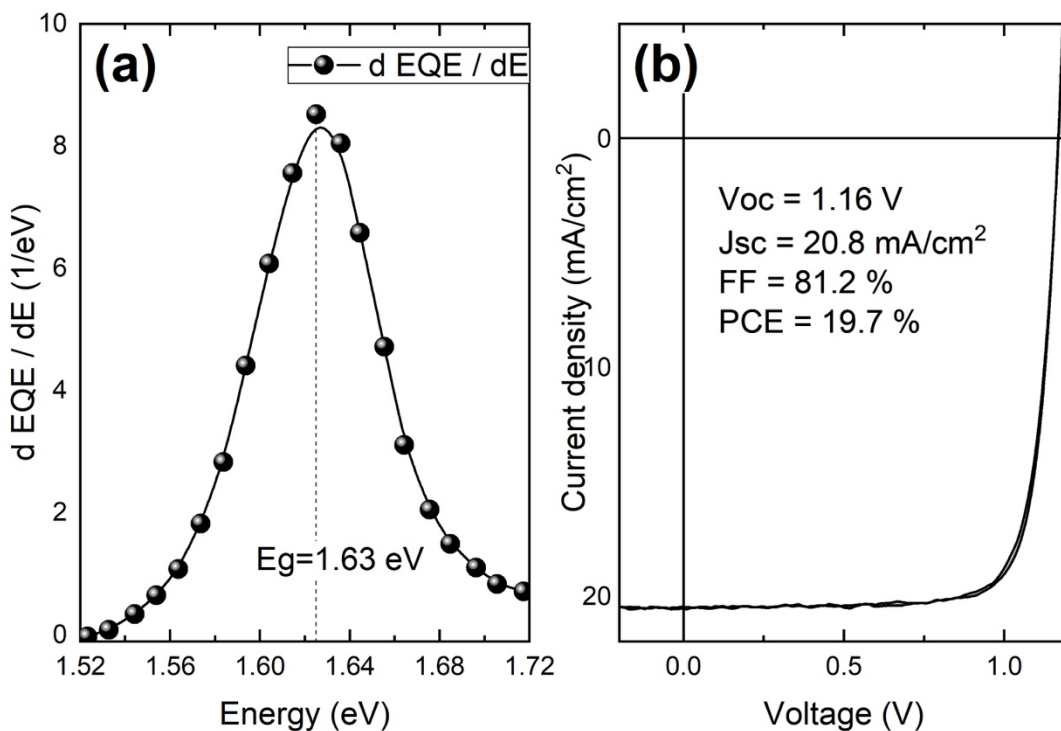 (a)
d EQE / dE
d EQE / dE (1/eV)
10
8
6
4
2
0
Eg=1.63 eV
1.52 1.56 1.60 1.64 1.68 1.72
Energy (eV)
(b)
Current density (mA/cm²)
0
10
20
Voc = 1.16 V
Jsc = 20.8 mA/cm²
FF = 81.2 %
PCE = 19.7 %
0.0 0.5 1.0
Voltage (V)